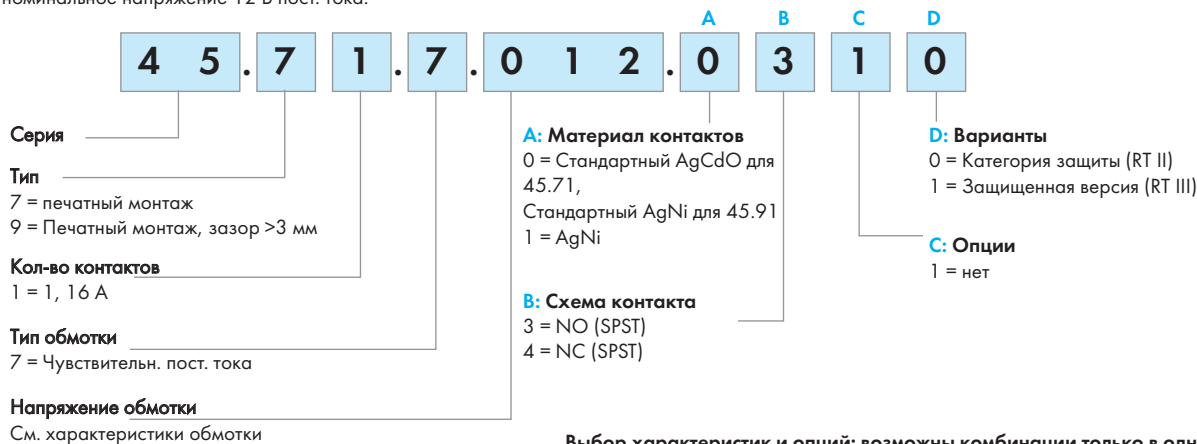 номинальное напряжение 12 В пост. тока.
A B C D
4 5 . 7 1 . 7 . 0 1 2 . 0 3 1 0
Серия
Тип
7 = печатный монтаж
9 = Печатный монтаж, зазор >3 мм
Кол-во контактов
1 = 1, 16 A
Тип обмотки
7 = Чувствительн. пост. тока
Напряжение обмотки
См. характеристики обмотки
A: Материал контактов
0 = Стандартный AgCdO для
45.71,
Стандартный AgNi для 45.91
1 = AgNi
B: Схема контакта
3 = NO (SPST)
4 = NC (SPST)
D: Варианты
0 = Категория защиты (RT II)
1 = Защищенная версия (RT III)
C: Опции
1 = нет
Выбор характеристик и опций: возможны комбинации только в одн